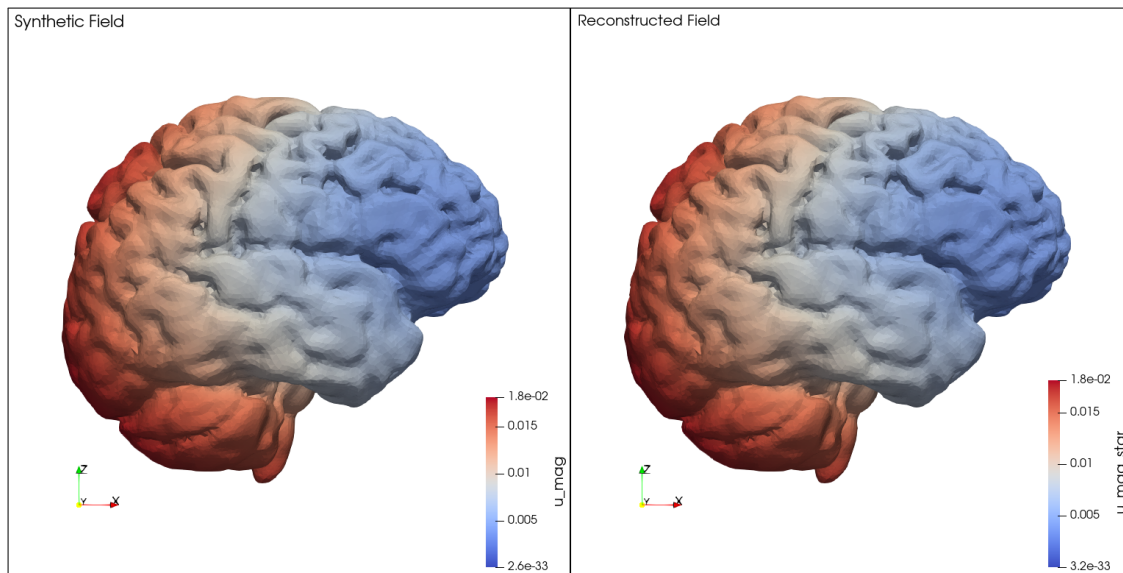 Synthetic Field
1.8e-02
0.015
0.01
0.005
2.6e-33
u_mag
Z
Y
X
Reconstructed Field
1.8e-02
0.015
0.01
0.005
3.2e-33
u_mag_star
Z
Y
X